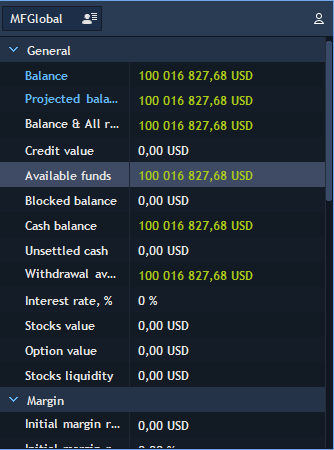 MFGlobal
General
Balance 100 016 827,68 USD
Projected bala... 100 016 827,68 USD
Balance & All r... 100 016 827,68 USD
Credit value 0,00 USD
Available funds 100 016 827,68 USD
Blocked balance 0,00 USD
Cash balance 100 016 827,68 USD
Unsettled cash 0,00 USD
Withdrawal av... 100 016 827,68 USD
Interest rate, % 0 %
Stocks value 0,00 USD
Option value 0,00 USD
Stocks liquidity 0,00 USD
Margin
Initial margin r... 0,00 USD
Initial margin r... 0,00 %